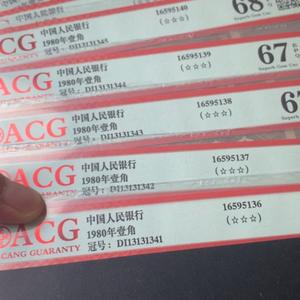 中国人民银行 16595140 68
ACG 1980年壹角 (☆☆☆) Superb Gem Unc
冠号: DI13131345
中国人民银行 16595139 67
ACG 1980年壹角 (☆☆☆) Superb Gem Unc
冠号: DI13131344
中国人民银行 16595138
ACG 1980年壹角 (☆☆☆)
GUARANTY 冠号: DI13131343
中国人民银行 16595137
ACG 1980年壹角 (☆☆☆)
GUARANTY 冠号: DI13131342
中国人民银行 16595136
ACG 1980年壹角 (☆☆☆)
CANG GUARANTY 冠号: DI13131341